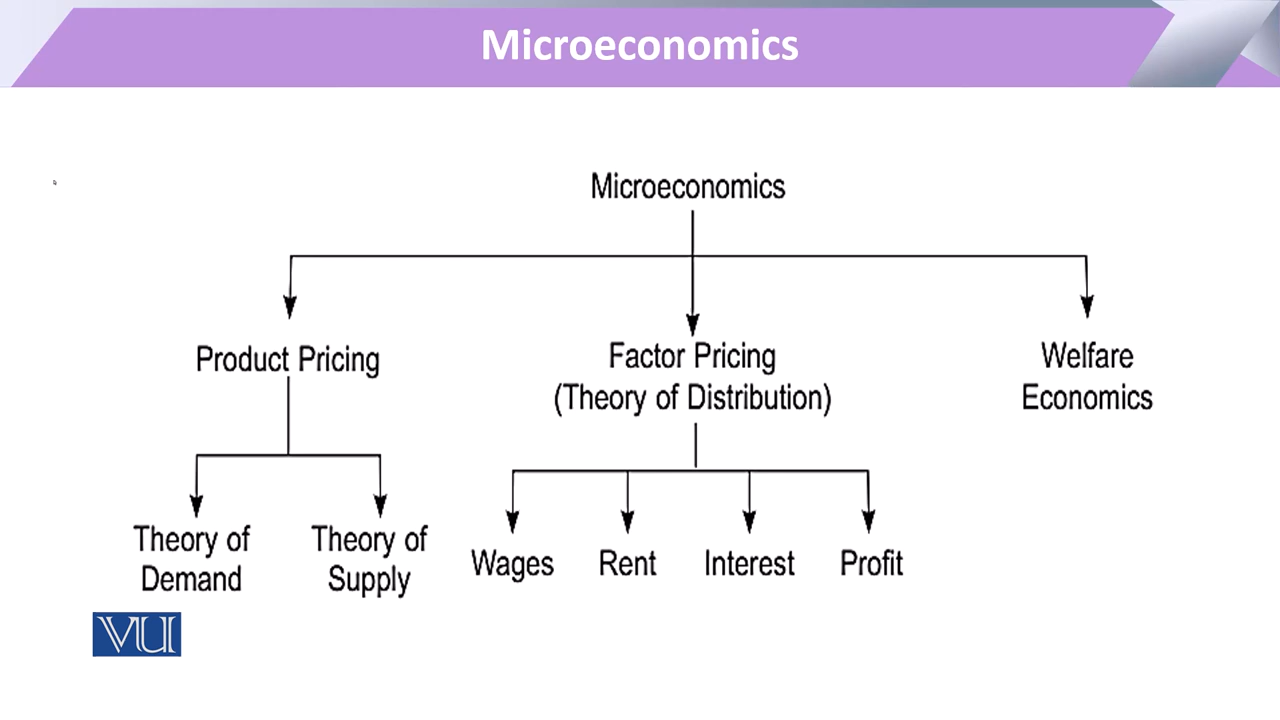 Microeconomics
Microeconomics
Product Pricing
Factor Pricing
(Theory of Distribution)
Welfare
Economics
Theory of
Demand
Theory of
Supply
Wages
Rent
Interest
Profit
VU